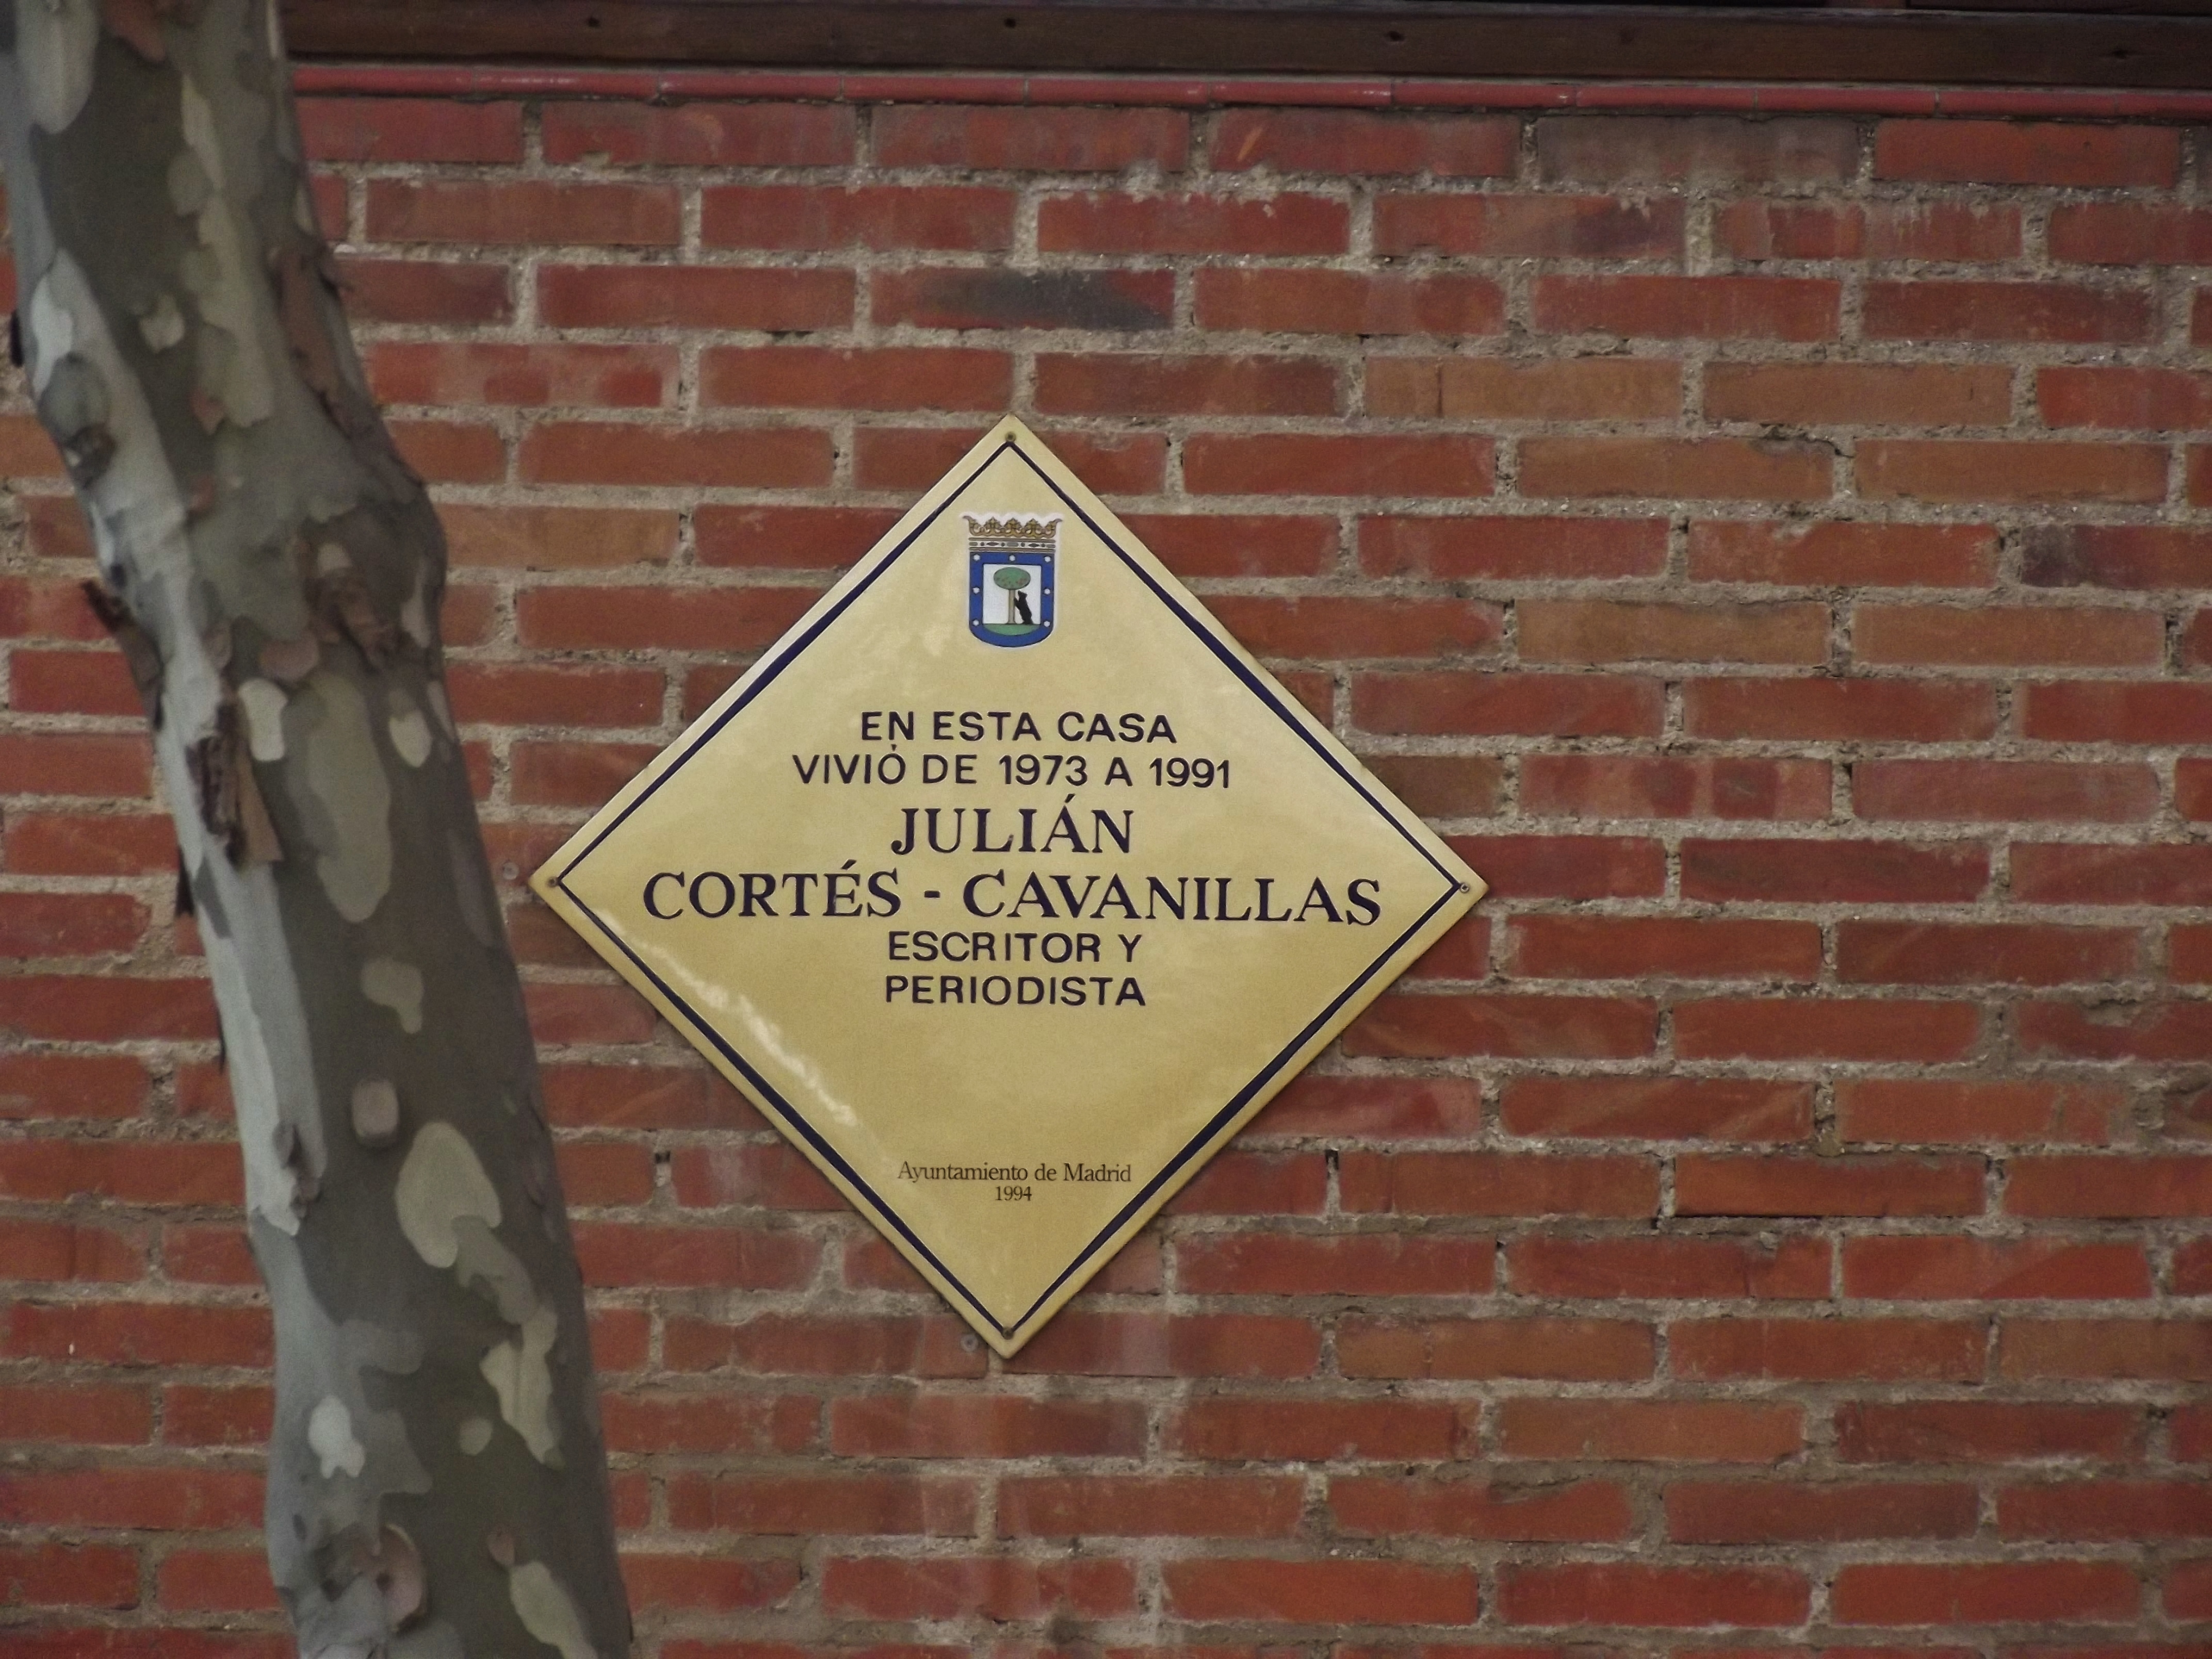 EN ESTA CASA
VIVIÓ DE 1973 A 1991
JULIÁN
CORTÉS - CAVANILLAS
ESCRITOR Y
PERIODISTA
Ayuntamiento de Madrid
1994